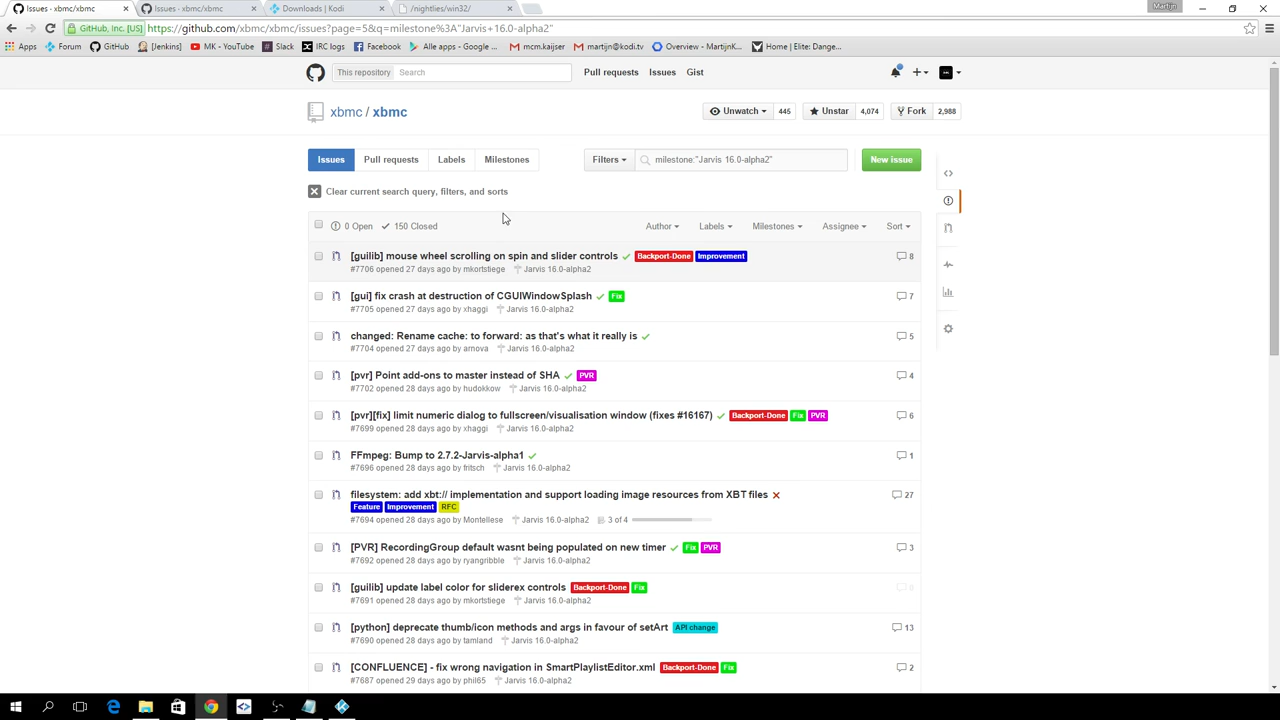 Issues - xbmc/xbmc
Issues - xbmc/xbmc
Downloads | Kodi
/nightlies/win32/
Martijn
GitHub, Inc. [US]
https://github.com/xbmc/xbmc/issues?page=5&q=milestone%3A"Jarvis+16.0-alpha2"
Apps
Forum
GitHub
[Jenkins]
MK - YouTube
Slack
IRC logs
Facebook
Alle apps - Google ...
mcm.kaijser
martijn@kodi.tv
Overview - MartijnK...
Home | Elite: Dange...
This repository
Search
Pull requests
Issues
Gist
xbmc / xbmc
Unwatch
445
Unstar
4,074
Fork
2,988
Issues
Pull requests
Labels
Milestones
Filters
milestone:"Jarvis 16.0-alpha2"
New issue
Clear current search query, filters, and sorts
0 Open
150 Closed
Author
Labels
Milestones
Assignee
Sort
[guilib] mouse wheel scrolling on spin and slider controls Backport-Done Improvement 8
#7706 opened 27 days ago by mkortstiege Jarvis 16.0-alpha2
[gui] fix crash at destruction of CGUIWindowSplash Fix 7
#7705 opened 27 days ago by xhaggi Jarvis 16.0-alpha2
changed: Rename cache: to forward: as that's what it really is 5
#7704 opened 27 days ago by arnova Jarvis 16.0-alpha2
[pvr] Point add-ons to master instead of SHA PVR 4
#7702 opened 28 days ago by hudokkow Jarvis 16.0-alpha2
[pvr][fix] limit numeric dialog to fullscreen/visualisation window (fixes #16167) Backport-Done Fix PVR 6
#7699 opened 28 days ago by xhaggi Jarvis 16.0-alpha2
FFmpeg: Bump to 2.7.2-Jarvis-alpha1 1
#7696 opened 28 days ago by fritsch Jarvis 16.0-alpha2
filesystem: add xbt:// implementation and support loading image resources from XBT files 27
Feature Improvement RFC
#7694 opened 28 days ago by Montellese Jarvis 16.0-alpha2 3 of 4
[PVR] RecordingGroup default wasnt being populated on new timer Fix PVR 3
#7692 opened 28 days ago by ryangribble Jarvis 16.0-alpha2
[guilib] update label color for sliderex controls Backport-Done Fix 0
#7691 opened 28 days ago by mkortstiege Jarvis 16.0-alpha2
[python] deprecate thumb/icon methods and args in favour of setArt API change 13
#7690 opened 28 days ago by tamland Jarvis 16.0-alpha2
[CONFLUENCE] - fix wrong navigation in SmartPlaylistEditor.xml Backport-Done Fix 2
#7687 opened 29 days ago by phil65 Jarvis 16.0-alpha2